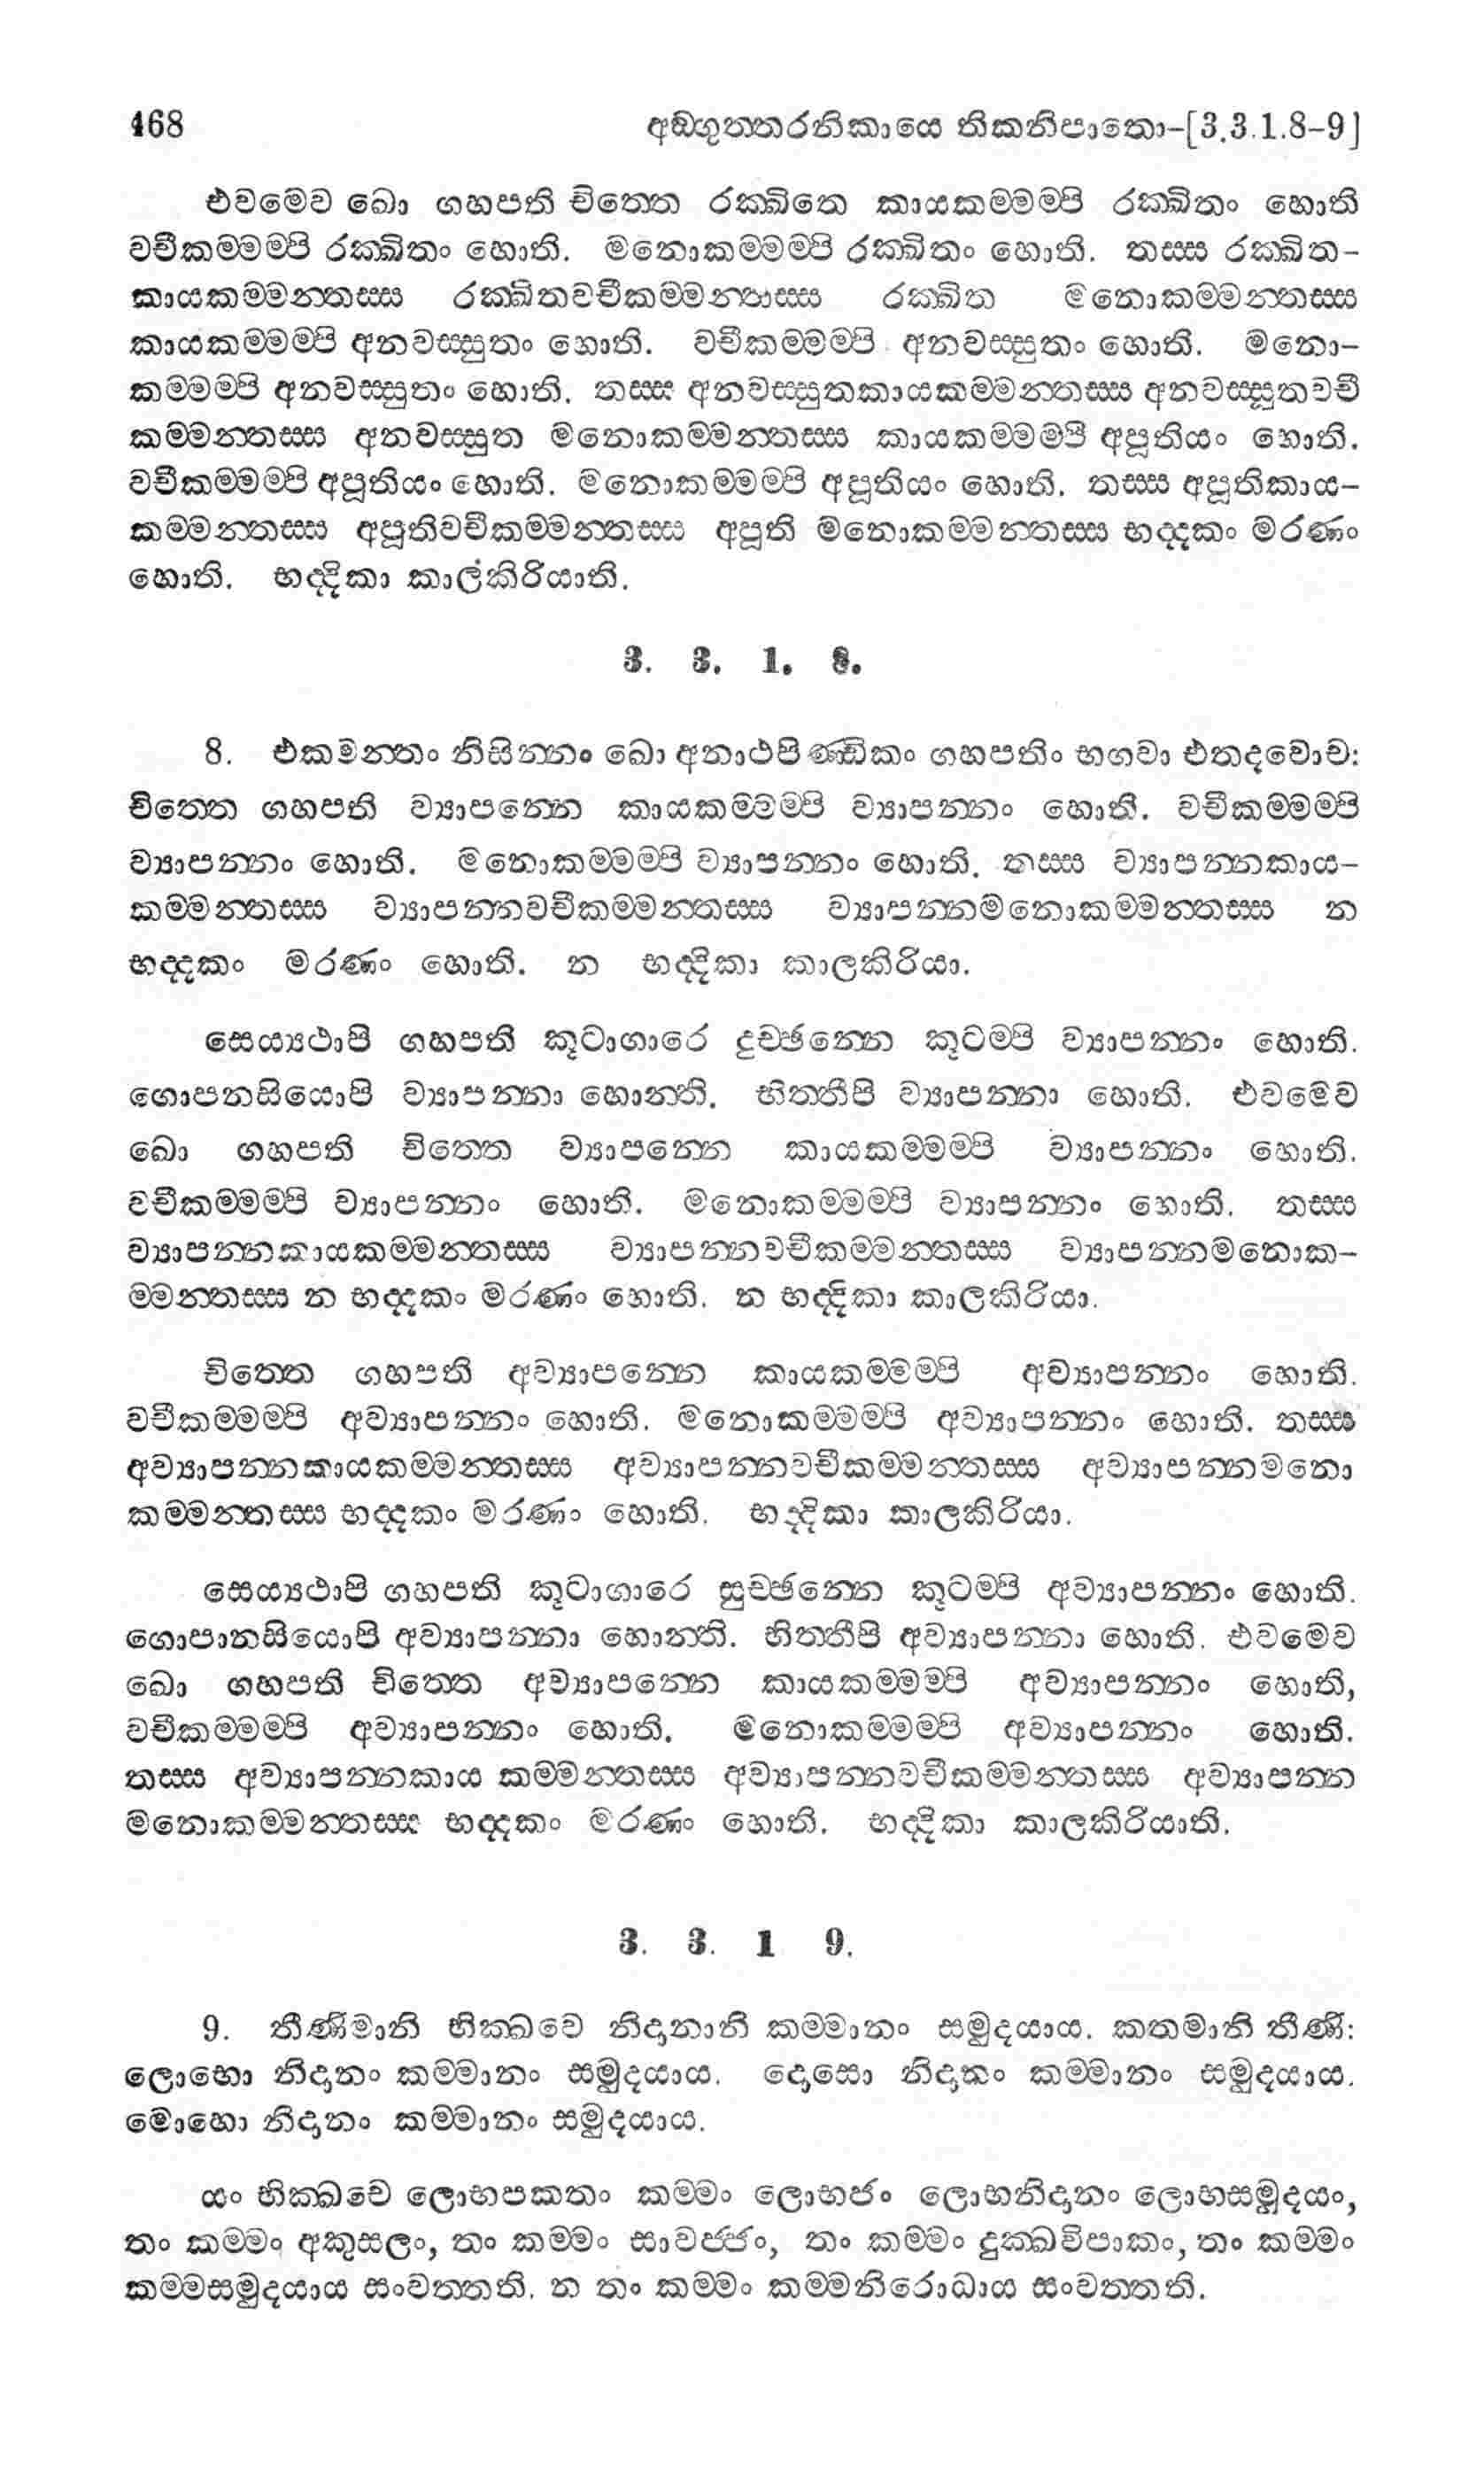 468 අඞ්ගුත්තරනිකායෙ තිකනිපාතො-[3.3.1.8-9]
එවමෙව ඛො ගහපති චිත්තෙ රක්ඛිතෙ කායකම්මම්පි රක්ඛිතං හොති
වචීකම්මම්පි රක්ඛිතං හොති. මනොකම්මම්පි රක්ඛිතං හොති. තස්ස රක්ඛිත-
කායකම්මන්තස්ස රක්ඛිතවචීකම්මන්තස්ස රක්ඛිත මනොකම්මන්තස්ස
කායකම්මම්පි අනවස්සුතං හොති. වචීකම්මම්පි අනවස්සුතං හොති. මනො-
කම්මම්පි අනවස්සුතං හොති. තස්ස අනවස්සුතකායකම්මන්තස්ස අනවස්සූතවචී
කම්මන්තස්ස අනවස්සුත මනොකම්මන්තස්ස කායකම්මම්පි අපූතියං හොති.
වචීකම්මම්පි අපූතියං හොති. මනොකම්මම්පි අපූතියං හොති. තස්ස අපූතිකාය-
කම්මන්තස්ස අපූතිවචීකම්මන්තස්ස අපූති මනොකම්මන්තස්ස භද්දකං මරණං
හොති. භද්දිකා කාල්කිරියාති.
3. 3. 1. 8.
8. එකමන්තං නිසින්නං ඛො අනාථපිණ්ඩිකං ගහපතිං භගවා එතදවොච:
චිත්තෙ ගහපති ව්‍යාපන්නෙ කායකම්මම්පි ව්‍යාපන්නං හොති. වචීකම්මම්පි
ව්‍යාපන්නං හොති. මනොකම්මම්පි ව්‍යාපන්නං හොති. තස්ස ව්‍යාපන්නකාය-
කම්මන්තස්ස ව්‍යාපන්නවචීකම්මන්තස්ස ව්‍යාපන්නමනොකම්මන්තස්ස න
භද්දකං මරණං හොති. න භද්දිකා කාලකිරියා.
සෙය්‍යථාපි ගහපති කූටාගාරෙ දුච්ඡන්නෙ කූටම්පි ව්‍යාපන්නං හොති.
ගොපනසියොපි ව්‍යාපන්නා හොන්ති. භිත්තීපි ව්‍යාපන්නා හොති. එවමෙව
ඛො ගහපති චිත්තෙ ව්‍යාපන්නෙ කායකම්මම්පි ව්‍යාපන්නං හොති.
වචීකම්මම්පි ව්‍යාපන්නං හොති. මනොකම්මම්පි ව්‍යාපන්නං හොති. තස්ස
ව්‍යාපන්නකායකම්මන්තස්ස ව්‍යාපන්නවචීකම්මන්තස්ස ව්‍යාපන්නමනොක-
ම්මන්තස්ස න භද්දකං මරණං හොති. න භද්දිකා කාලකිරියා.
චිත්තෙ ගහපති අව්‍යාපන්නෙ කායකම්මම්පි අව්‍යාපන්නං හොති.
වචීකම්මම්පි අව්‍යාපන්නං හොති. මනොකම්මම්පි අව්‍යාපන්නං හොති. තස්ස
අව්‍යාපන්නකායකම්මන්තස්ස අව්‍යාපන්නවචීකම්මන්තස්ස අව්‍යාපන්නමනො
කම්මන්තස්ස භද්දකං මරණං හොති. භද්දිකා කාලකිරියා.
සෙය්‍යථාපි ගහපති කූටාගාරෙ සුච්ඡන්නෙ කූටම්පි අව්‍යාපන්නං හොති.
ගොපානසියොපි අව්‍යාපන්නා හොන්ති. භිත්තීපි අව්‍යාපන්නා හොති. එවමෙව
ඛො ගහපති චිත්තෙ අව්‍යාපන්නෙ කායකම්මම්පි අව්‍යාපන්නං හොති,
වචීකම්මම්පි අව්‍යාපන්නං හොති. මනොකම්මම්පි අව්‍යාපන්නං හොති.
තස්ස අව්‍යාපන්නකාය කම්මන්තස්ස අව්‍යාපන්නවචීකම්මන්තස්ස අව්‍යාපන්න
මනොකම්මන්තස්ස භද්දකං මරණං හොති. භද්දිකා කාලකිරියාති.
3. 3. 1 9.
9. තීණිමානි භික්ඛවෙ නිදානානි කම්මානං සමුදයාය. කතමානි තීණි:
ලොභො නිදානං කම්මානං සමුදයාය. දොසො නිදානං කම්මානං සමුදයාය.
මොහො නිදානං කම්මානං සමුදයාය.
යං භික්ඛවෙ ලොභපකතං කම්මං ලොභජං ලොභනිදානං ලොභසමුදයං,
තං කම්මං අකුසලං, තං කම්මං සාවජ්ජං, තං කම්මං දුක්ඛවිපාකං, තං කම්මං
කම්මසමුදයාය සංවත්තති. න තං කම්මං කම්මනිරොධාය සංවත්තති.